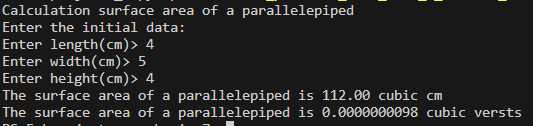 Calculation surface area of a parallelepiped
Enter the initial data:
Enter length(cm)> 4
Enter width(cm)> 5
Enter height(cm)> 4
The surface area of a parallelepiped is 112.00 cubic cm
The surface area of a parallelepiped is 0.0000000098 cubic versts